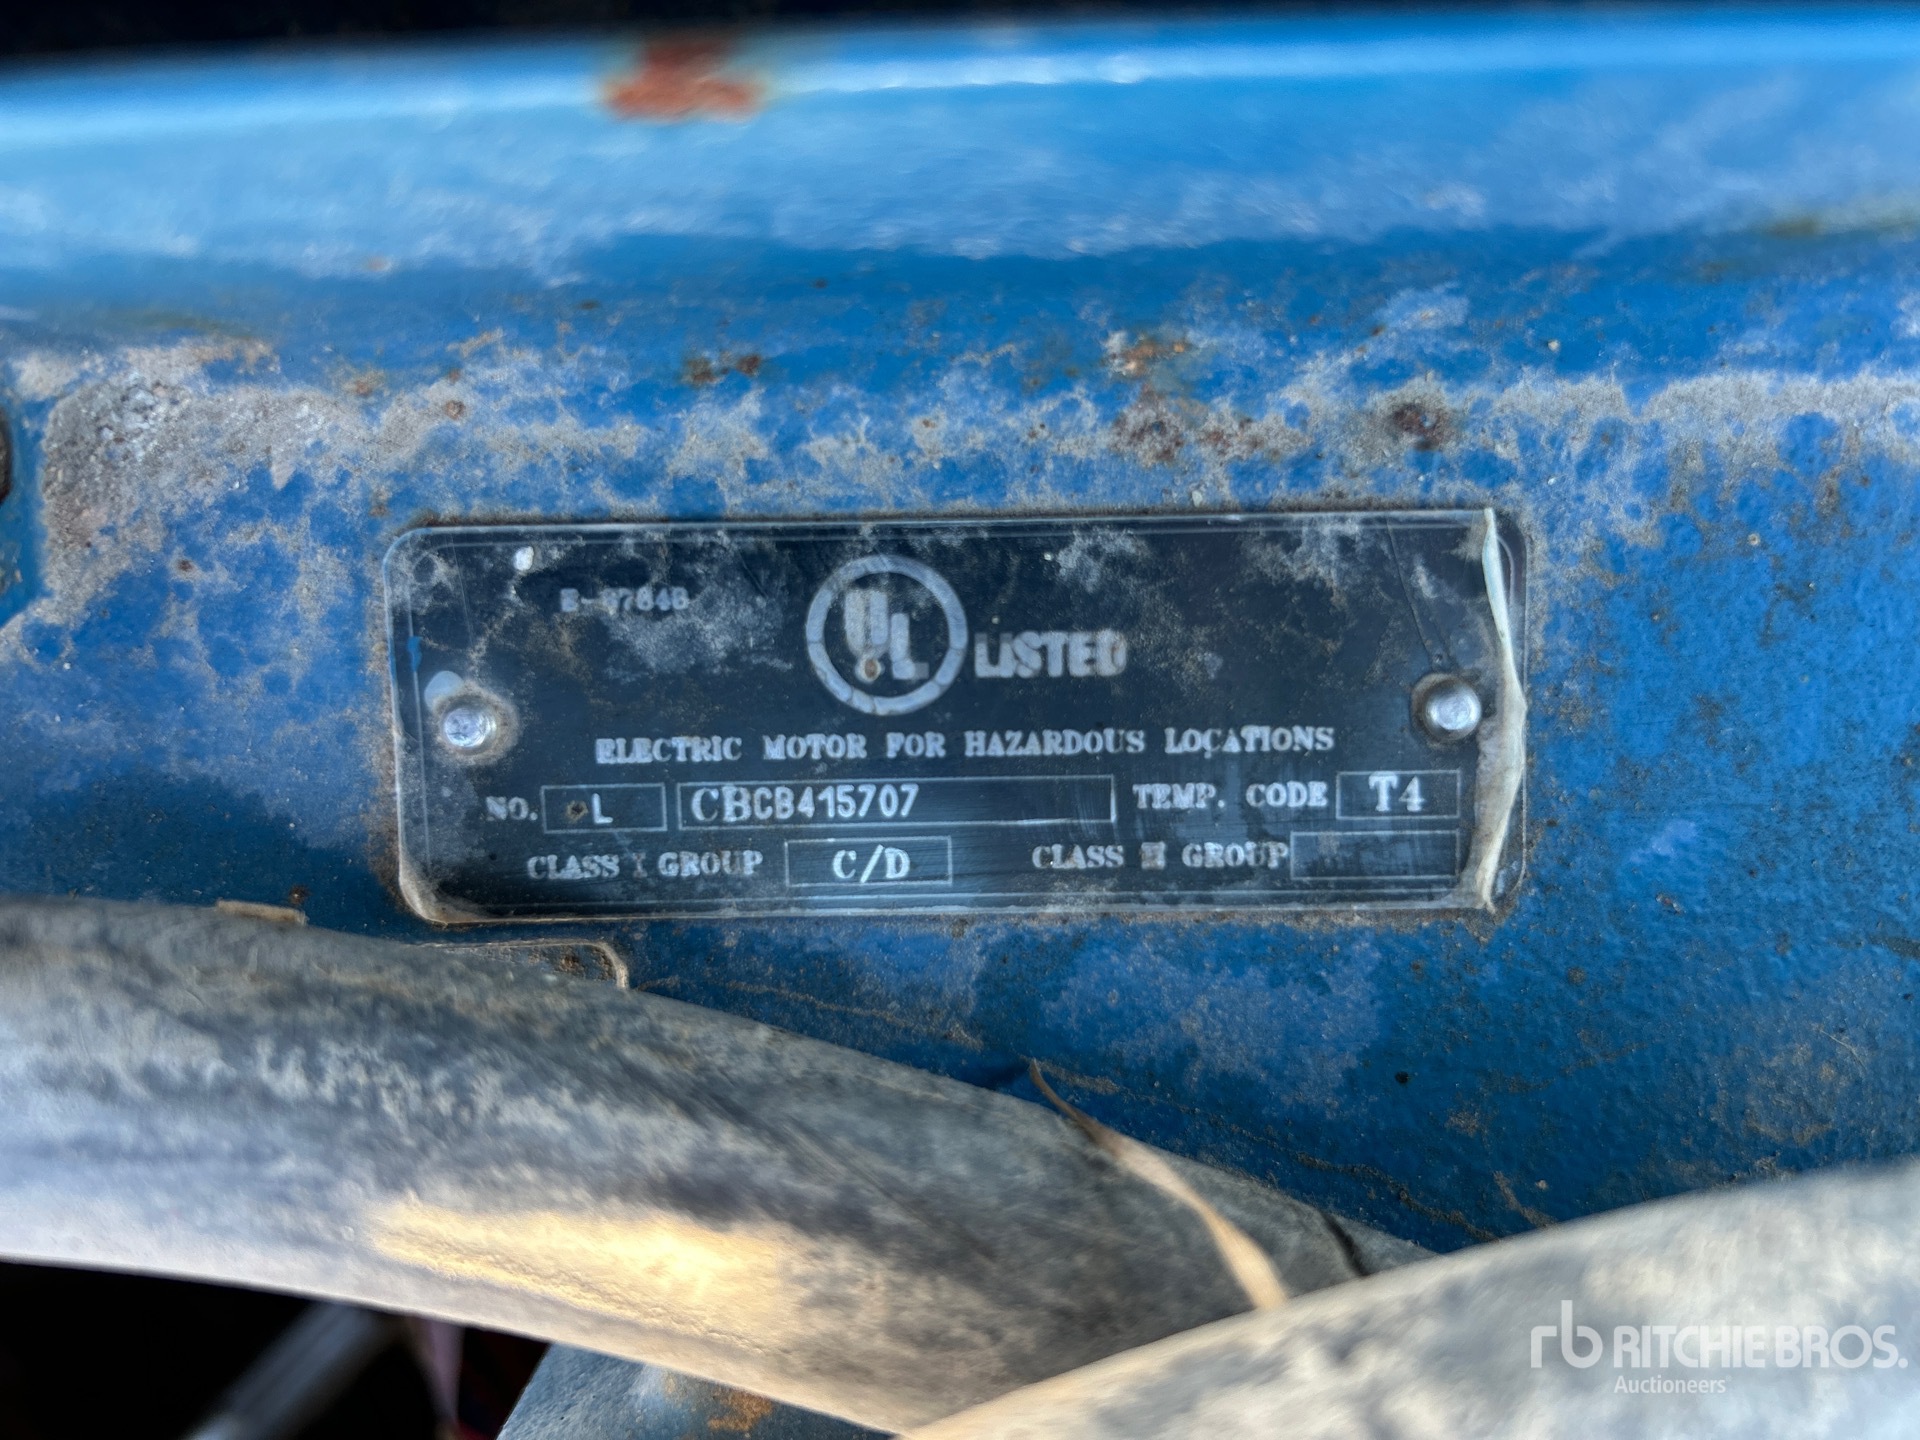 UL LISTED
ELECTRIC MOTOR FOR HAZARDOUS LOCATIONS
NO. L CBCB415707 TEMP. CODE T4
CLASS I GROUP C/D CLASS II GROUP
rb RITCHIE BROS.
Auctioneers